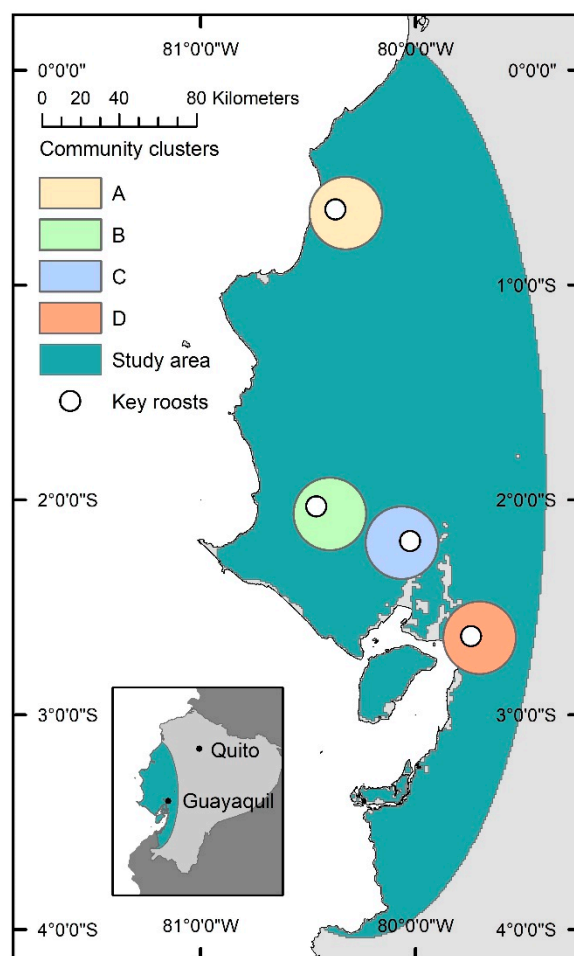 81°0'0"W 80°0'0"W
0°0'0" 0°0'0"
0 20 40 80 Kilometers
Community clusters
A
B
C
D
Study area
Key roosts
1°0'0"S 1°0'0"S
2°0'0"S 2°0'0"S
3°0'0"S 3°0'0"S
Quito
Guayaquil
4°0'0"S 4°0'0"S
81°0'0"W 80°0'0"W